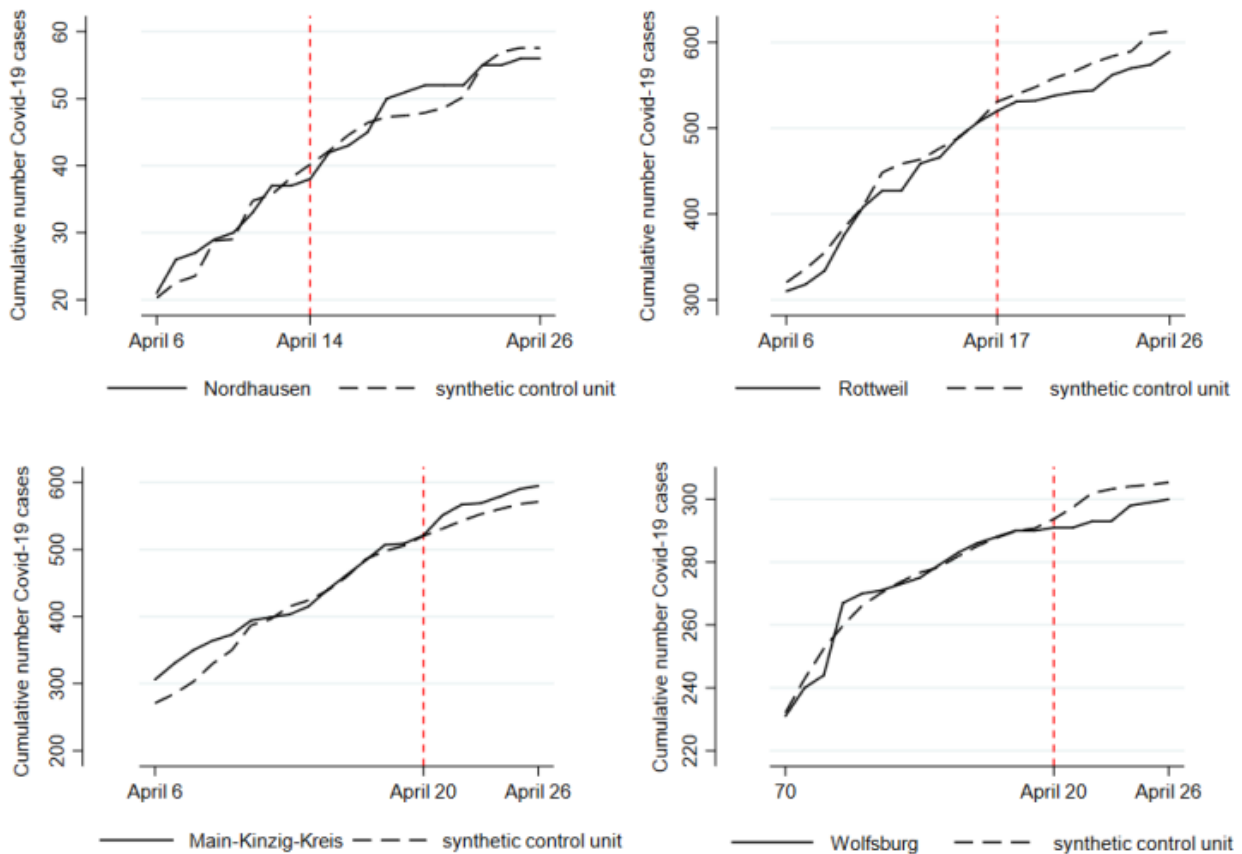 Cumulative number Covid-19 cases
60
50
40
30
20
April 6
April 14
April 26
Nordhausen
synthetic control unit
Cumulative number Covid-19 cases
600
500
400
300
April 6
April 17
April 26
Rottweil
synthetic control unit
Cumulative number Covid-19 cases
600
500
400
300
200
April 6
April 20
April 26
Main-Kinzig-Kreis
synthetic control unit
Cumulative number Covid-19 cases
300
280
260
240
220
70
April 20
April 26
Wolfsburg
synthetic control unit